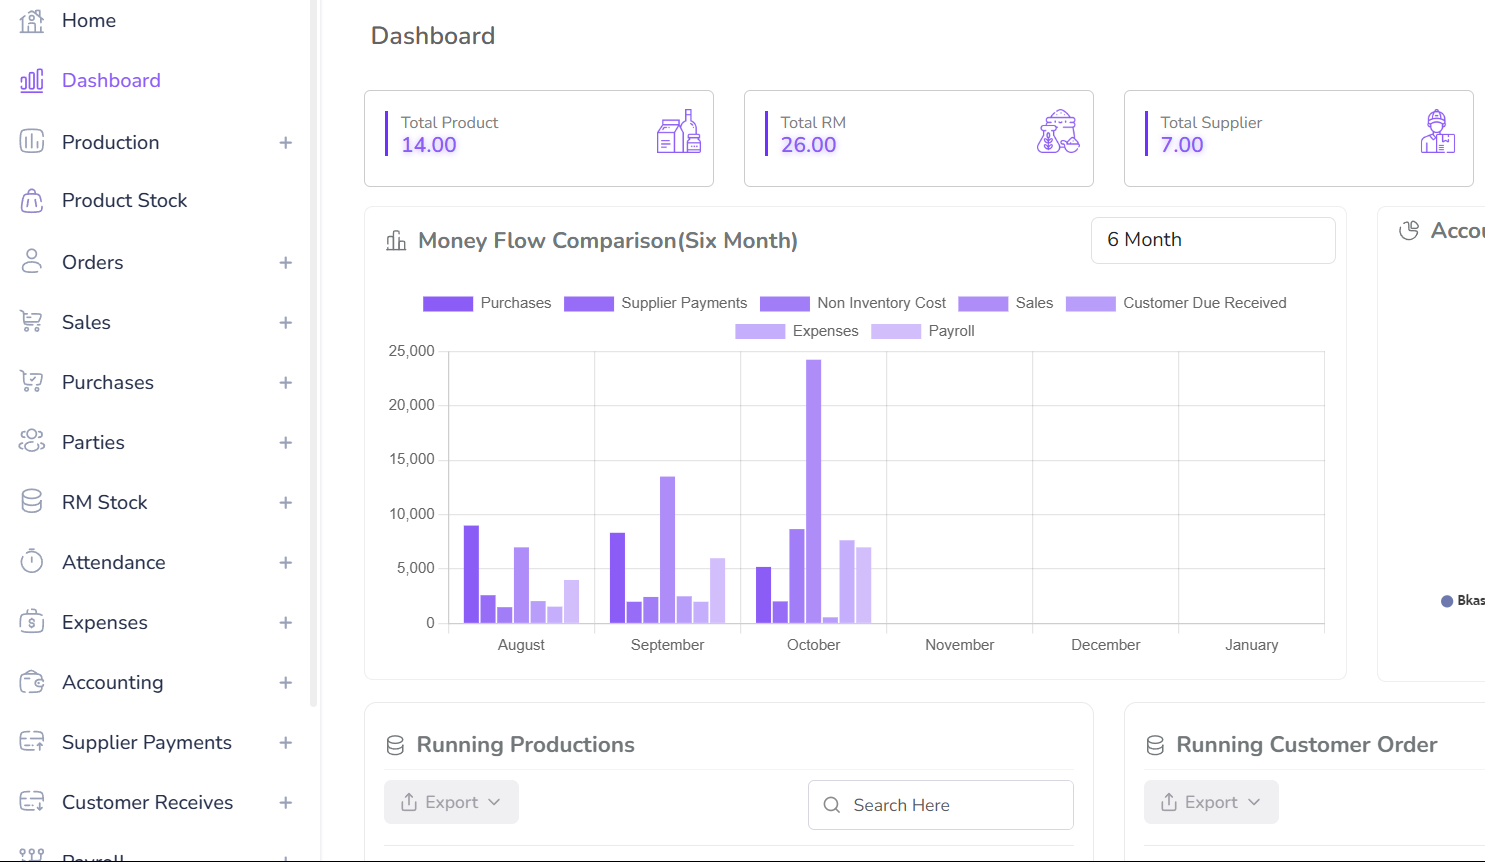 Home
Dashboard
Production
Product Stock
Orders
Sales
Purchases
Parties
RM Stock
Attendance
Expenses
Accounting
Supplier Payments
Customer Receives
Payroll
Dashboard
Total Product
14.00
Total RM
26.00
Total Supplier
7.00
Money Flow Comparison(Six Month)
6 Month
Purchases Supplier Payments Non Inventory Cost Sales Customer Due Received
Expenses Payroll
25,000
20,000
15,000
10,000
5,000
0
August September October November December January
Accou
Bkas
Running Productions
Export
Search Here
Running Customer Order
Export